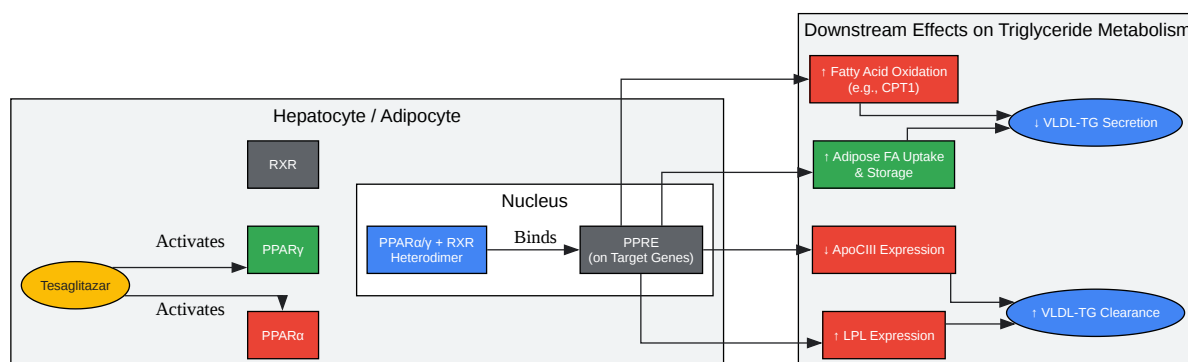 Downstream Effects on Triglyceride Metabolism
↑ Fatty Acid Oxidation
(e.g., CPT1)
↓ VLDL-TG Secretion
↑ Adipose FA Uptake
& Storage
↓ ApoCIII Expression
↑ VLDL-TG Clearance
↑ LPL Expression
Hepatocyte / Adipocyte
RXR
Nucleus
PPARα/γ + RXR
Heterodimer
Binds
PPRE
(on Target Genes)
Activates
PPARγ
Tesaglitazar
Activates
PPARα